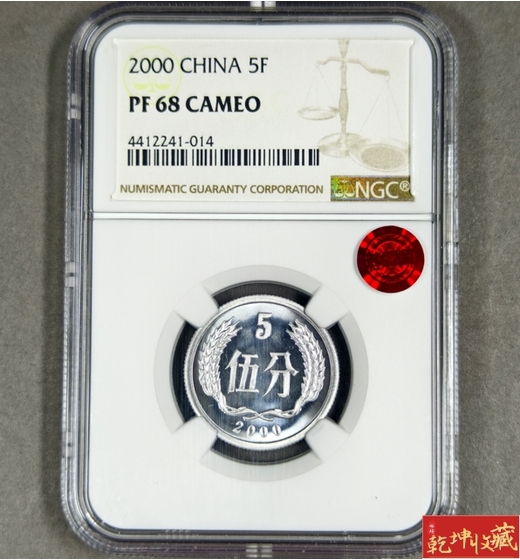 2000 CHINA 5F
PF 68 CAMEO
4412241-014
NUMISMATIC GUARANTY CORPORATION
NGC®
5
伍分
2000
乾坤收藏